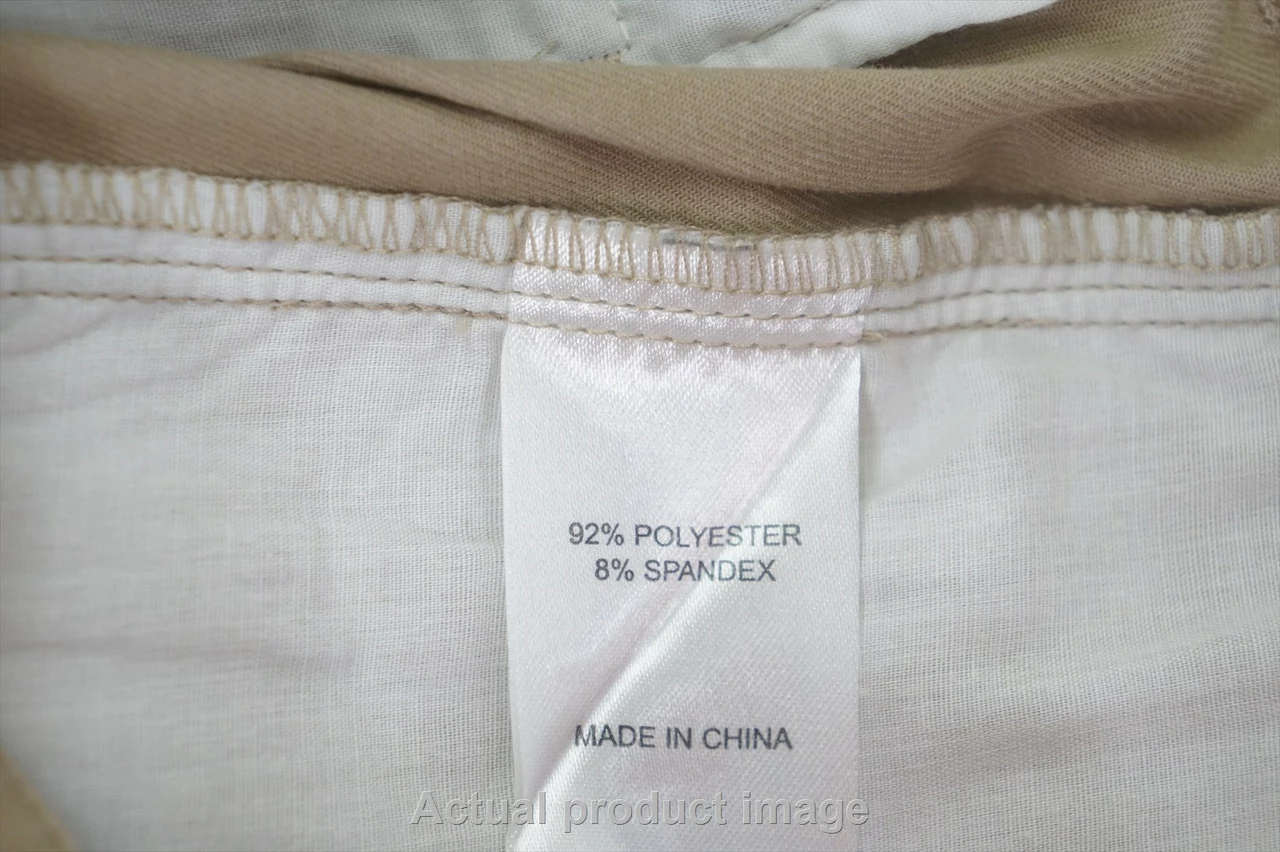 92% POLYESTER
8% SPANDEX
MADE IN CHINA
Actual product image